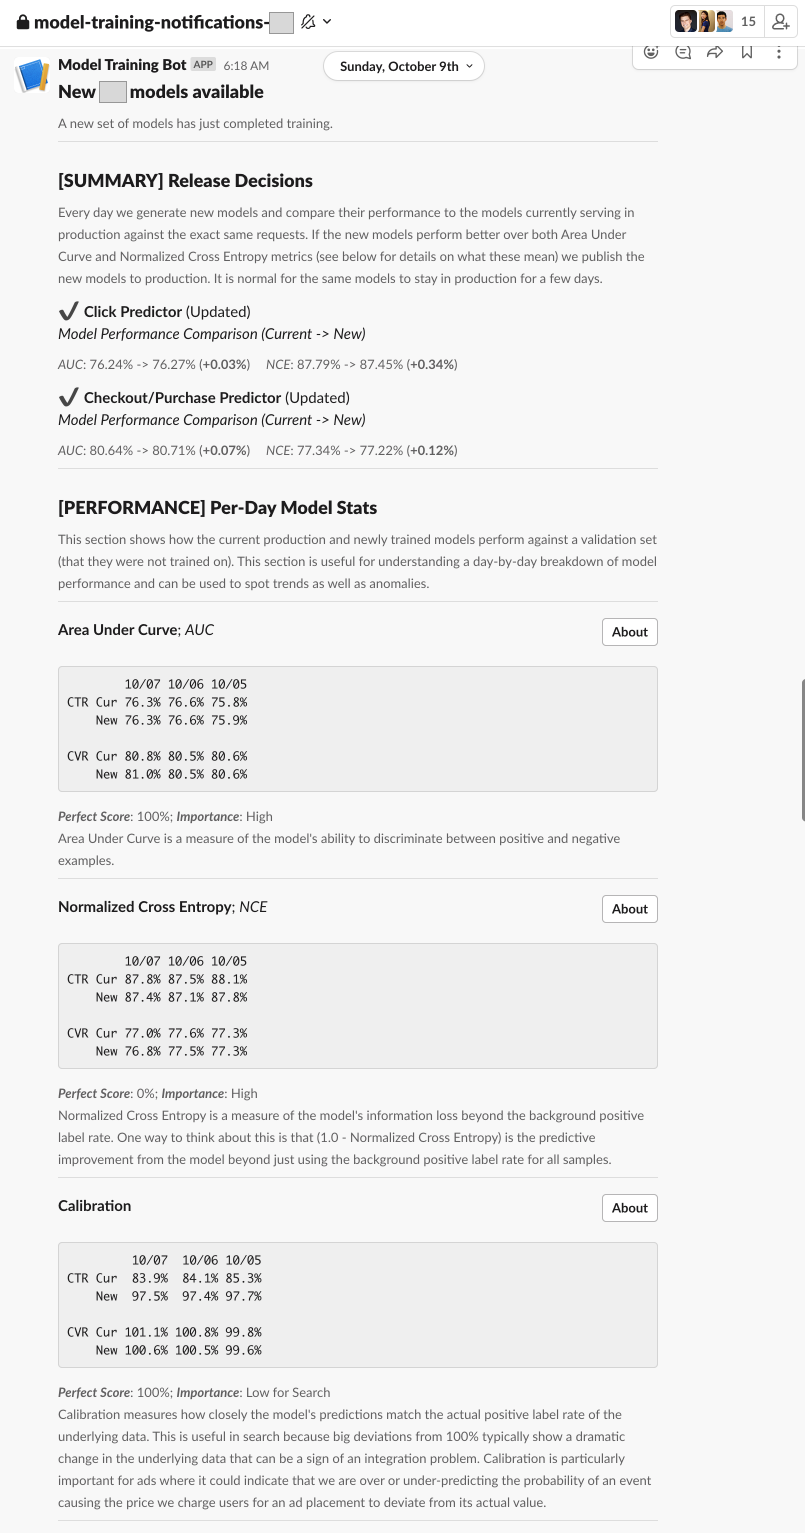 model-training-notifications-
15
Model Training Bot APP 6:18 AM
Sunday, October 9th
New models available
A new set of models has just completed training.
[SUMMARY] Release Decisions
Every day we generate new models and compare their performance to the models currently serving in
production against the exact same requests. If the new models perform better over both Area Under
Curve and Normalized Cross Entropy metrics (see below for details on what these mean) we publish the
new models to production. It is normal for the same models to stay in production for a few days.
✔ Click Predictor (Updated)
Model Performance Comparison (Current -> New)
AUC: 76.24% -> 76.27% (+0.03%) NCE: 87.79% -> 87.45% (+0.34%)
✔ Checkout/Purchase Predictor (Updated)
Model Performance Comparison (Current -> New)
AUC: 80.64% -> 80.71% (+0.07%) NCE: 77.34% -> 77.22% (+0.12%)
[PERFORMANCE] Per-Day Model Stats
This section shows how the current production and newly trained models perform against a validation set
(that they were not trained on). This section is useful for understanding a day-by-day breakdown of model
performance and can be used to spot trends as well as anomalies.
Area Under Curve; AUC
About
10/07 10/06 10/05
CTR Cur 76.3% 76.6% 75.8%
New 76.3% 76.6% 75.9%
CVR Cur 80.8% 80.5% 80.6%
New 81.0% 80.5% 80.6%
Perfect Score: 100%; Importance: High
Area Under Curve is a measure of the model's ability to discriminate between positive and negative
examples.
Normalized Cross Entropy; NCE
About
10/07 10/06 10/05
CTR Cur 87.8% 87.5% 88.1%
New 87.4% 87.1% 87.8%
CVR Cur 77.0% 77.6% 77.3%
New 76.8% 77.5% 77.3%
Perfect Score: 0%; Importance: High
Normalized Cross Entropy is a measure of the model's information loss beyond the background positive
label rate. One way to think about this is that (1.0 - Normalized Cross Entropy) is the predictive
improvement from the model beyond just using the background positive label rate for all samples.
Calibration
About
10/07 10/06 10/05
CTR Cur 83.9% 84.1% 85.3%
New 97.5% 97.4% 97.7%
CVR Cur 101.1% 100.8% 99.8%
New 100.6% 100.5% 99.6%
Perfect Score: 100%; Importance: Low for Search
Calibration measures how closely the model's predictions match the actual positive label rate of the
underlying data. This is useful in search because big deviations from 100% typically show a dramatic
change in the underlying data that can be a sign of an integration problem. Calibration is particularly
important for ads where it could indicate that we are over or under-predicting the probability of an event
causing the price we charge users for an ad placement to deviate from its actual value.